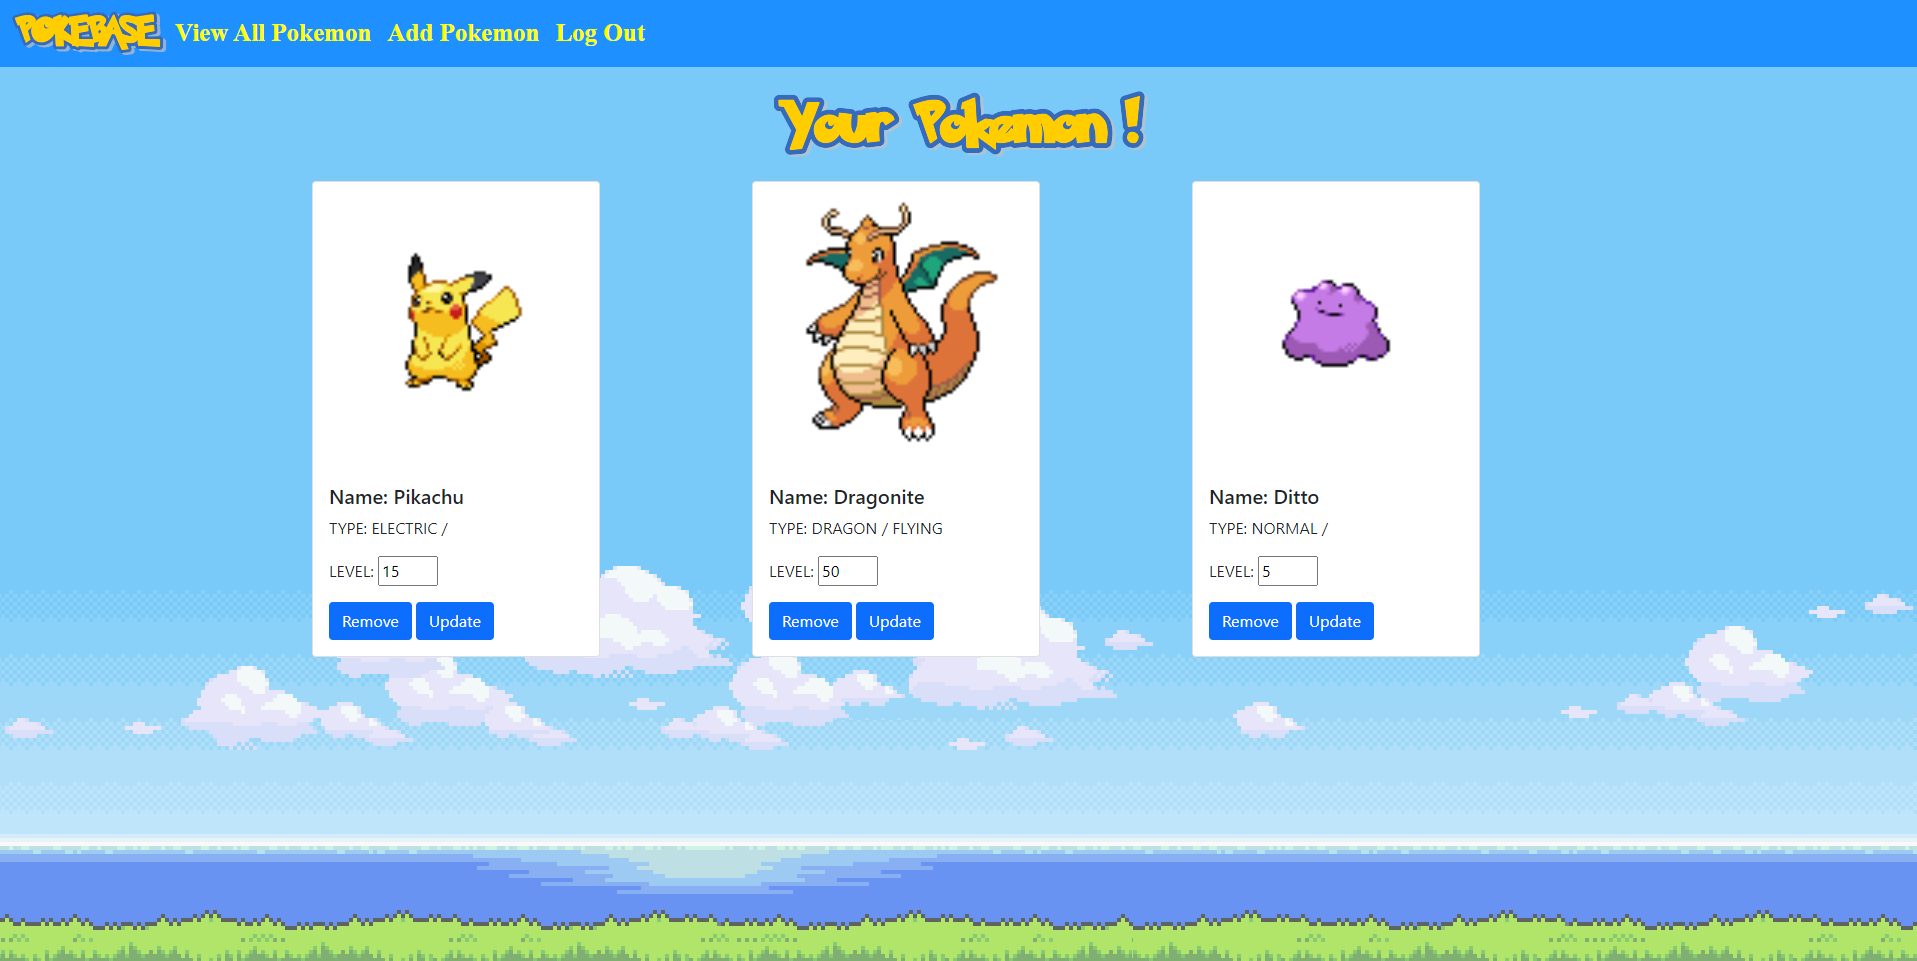 POKEBASE View All Pokemon Add Pokemon Log Out
Your Pokemon!
Name: Pikachu
TYPE: ELECTRIC /
LEVEL: 15
Remove Update
Name: Dragonite
TYPE: DRAGON / FLYING
LEVEL: 50
Remove Update
Name: Ditto
TYPE: NORMAL /
LEVEL: 5
Remove Update